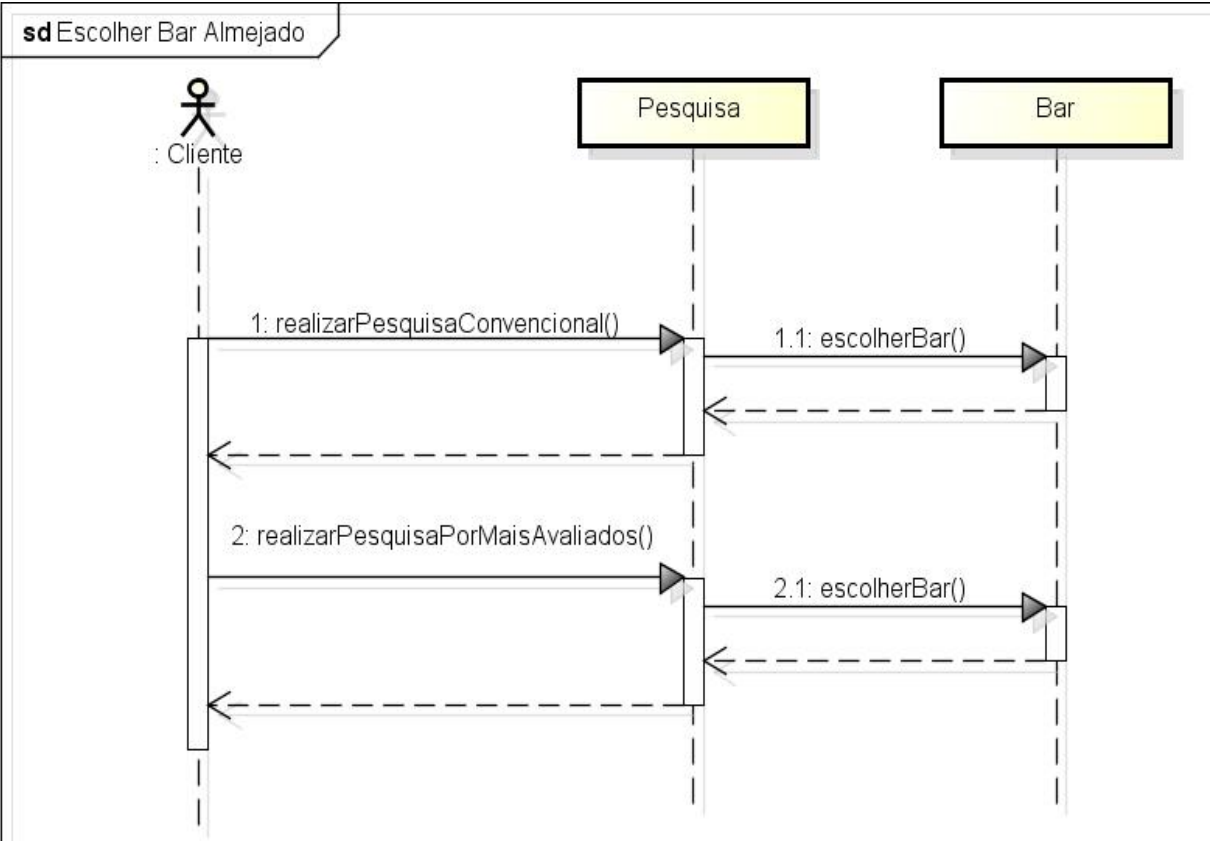 sd Escolher Bar Almejado
: Cliente
Pesquisa
Bar
1: realizarPesquisaConvencional()
1.1: escolherBar()
2: realizarPesquisaPorMaisAvaliados()
2.1: escolherBar()